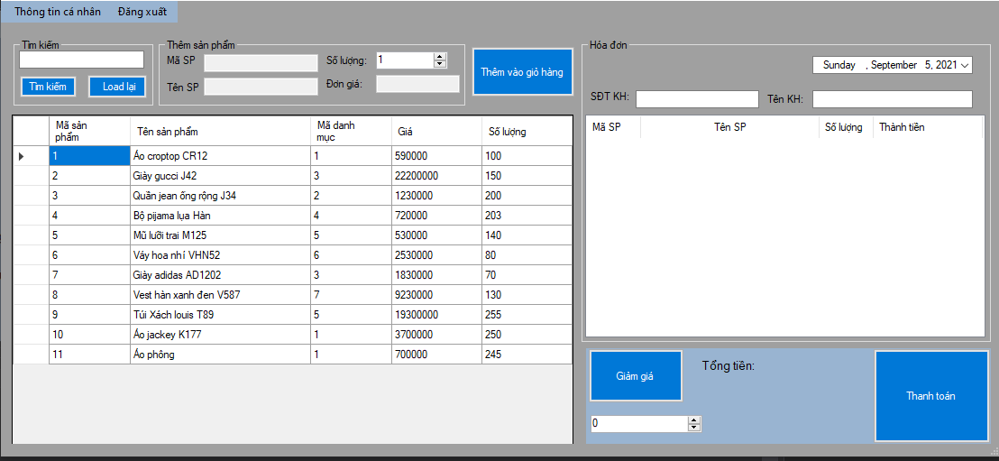 Thông tin cá nhân Đăng xuất
Tìm kiếm
Tìm kiếm Load lại
Thêm sản phẩm
Mã SP Số lượng: 1
Tên SP Đơn giá:
Thêm vào giỏ hàng
Mã sản phẩm Tên sản phẩm Mã danh mục Giá Số lượng
1 Áo croptop CR12 1 590000 100
2 Giày gucci J42 3 22200000 150
3 Quần jean ống rộng J34 2 1230000 200
4 Bộ pijama lụa Hàn 4 720000 203
5 Mũ lưỡi trai M125 5 530000 140
6 Váy hoa nhí VHN52 6 2530000 80
7 Giày adidas AD1202 3 1830000 70
8 Vest hàn xanh đen V587 7 9230000 130
9 Túi Xách louis T89 5 19300000 255
10 Áo jackey K177 1 3700000 250
11 Áo phông 1 700000 245
Hóa đơn
Sunday , September 5, 2021
SĐT KH: Tên KH:
Mã SP Tên SP Số lượng Thành tiền
Giảm giá Tổng tiền:
0
Thanh toán